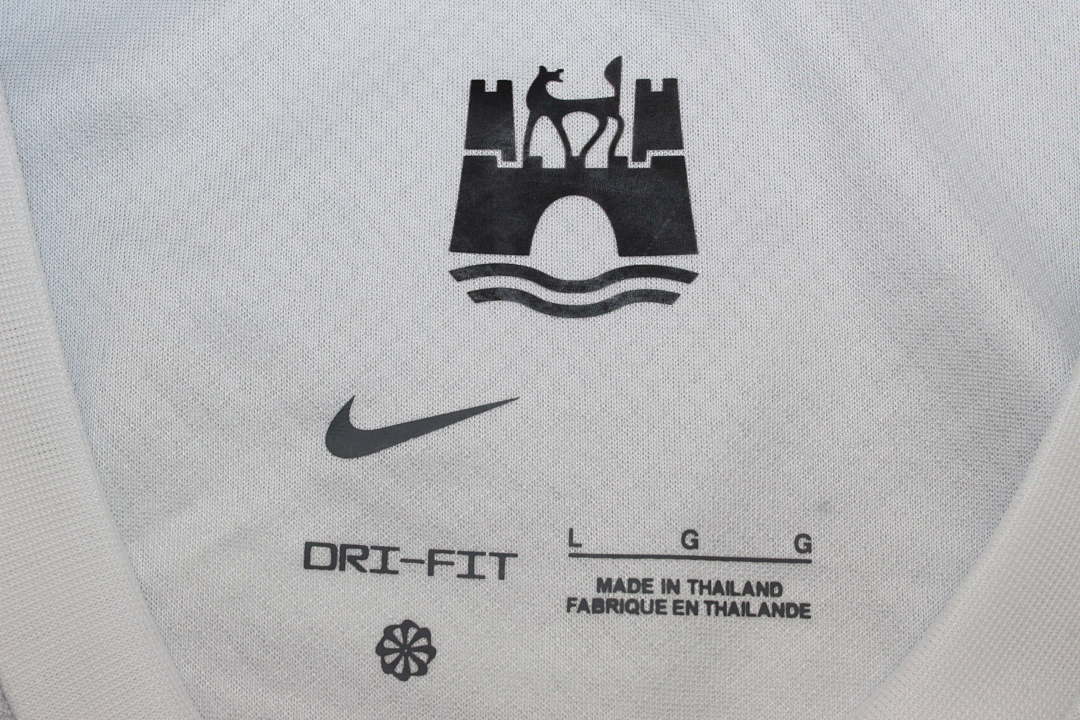 DRI-FIT
L G G
MADE IN THAILAND
FABRIQUE EN THAILANDE